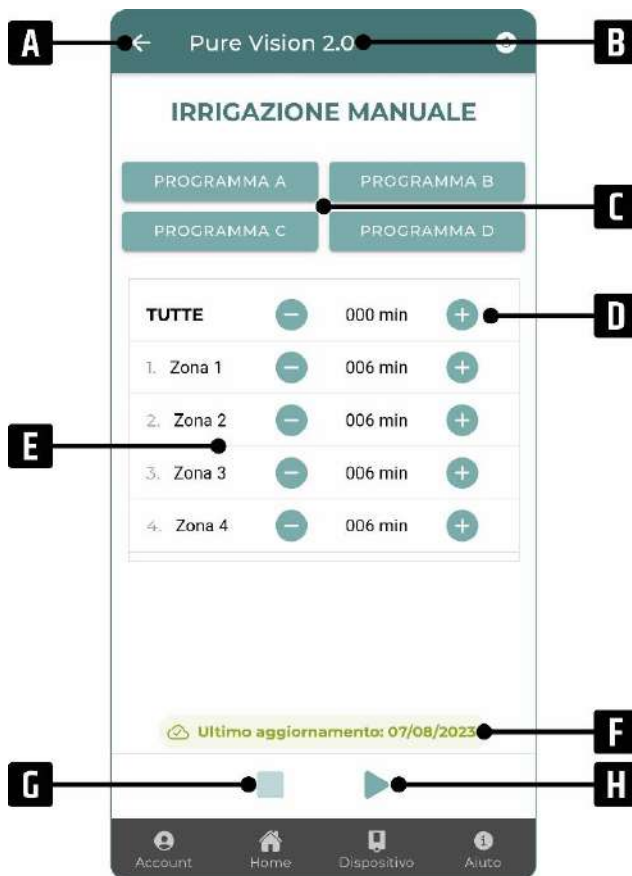 A
Pure Vision 2.0
B
IRRIGAZIONE MANUALE
PROGRAMMA A
PROGRAMMA B
C
PROGRAMMA C
PROGRAMMA D
TUTTE 000 min
D
1. Zona 1 006 min
2. Zona 2 006 min
E
3. Zona 3 006 min
4. Zona 4 006 min
Ultimo aggiornamento: 07/08/2023
F
G
H
Account Home Dispositivo Aiuto